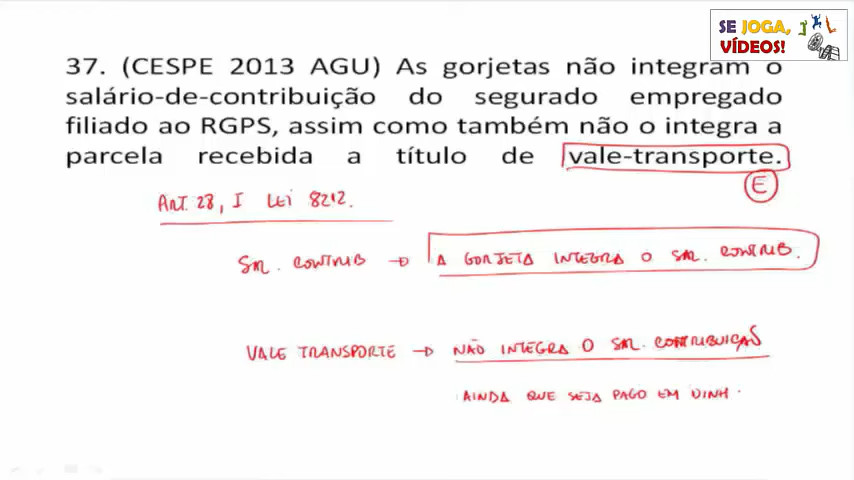 SE JOGA,
VÍDEOS!
37. (CESPE 2013 AGU) As gorjetas não integram o
salário-de-contribuição do segurado empregado
filiado ao RGPS, assim como também não o integra a
parcela recebida a título de vale-transporte.
E
ART. 28, I LEI 8212.
SAL. CONTRIB → A GORJETA INTEGRA O SAL. CONTRIB.
VALE TRANSPORTE → NÃO INTEGRA O SAL. CONTRIBUIÇÃO
AINDA QUE SEJA PAGO EM DINH.